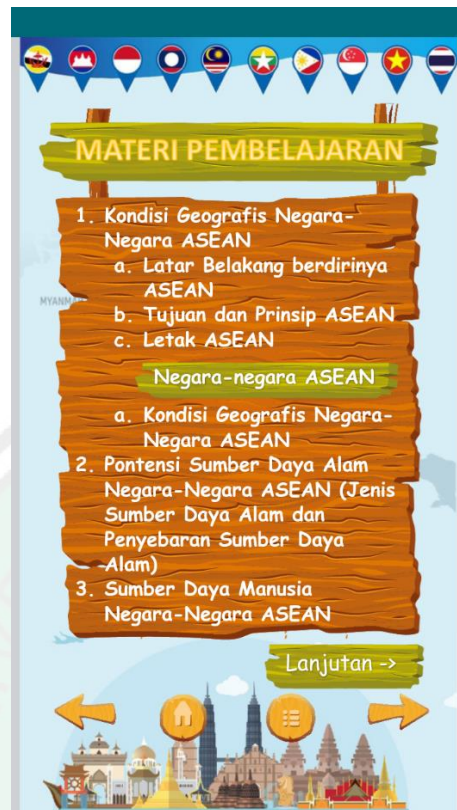 MATERI PEMBELAJARAN
1. Kondisi Geografis Negara-
Negara ASEAN
a. Latar Belakang berdirinya
ASEAN
b. Tujuan dan Prinsip ASEAN
c. Letak ASEAN
Negara-negara ASEAN
a. Kondisi Geografis Negara-
Negara ASEAN
2. Pontensi Sumber Daya Alam
Negara-Negara ASEAN (Jenis
Sumber Daya Alam dan
Penyebaran Sumber Daya
Alam)
3. Sumber Daya Manusia
Negara-Negara ASEAN
Lanjutan ->